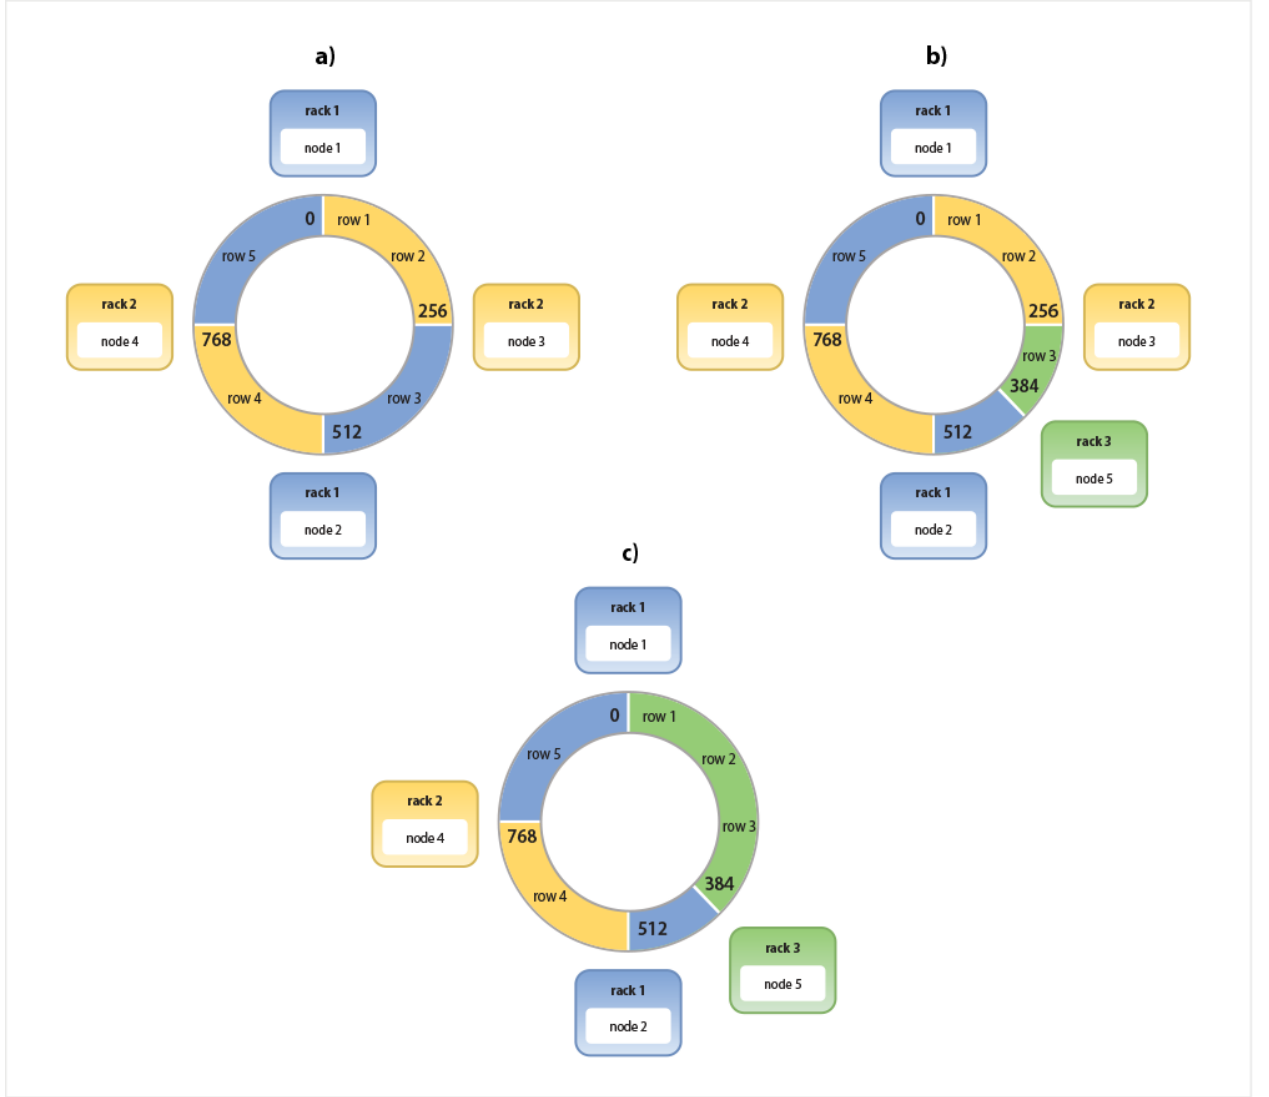 a)
rack 1
node 1
0
row 1
row 5
row 2
rack 2
node 4
256
768
rack 2
node 3
row 4
row 3
512
rack 1
node 2
b)
rack 1
node 1
0
row 1
row 5
row 2
rack 2
node 4
256
768
rack 2
node 3
row 3
384
row 4
512
rack 3
node 5
rack 1
node 2
c)
rack 1
node 1
0
row 1
row 5
row 2
rack 2
node 4
768
row 3
384
row 4
512
rack 3
node 5
rack 1
node 2